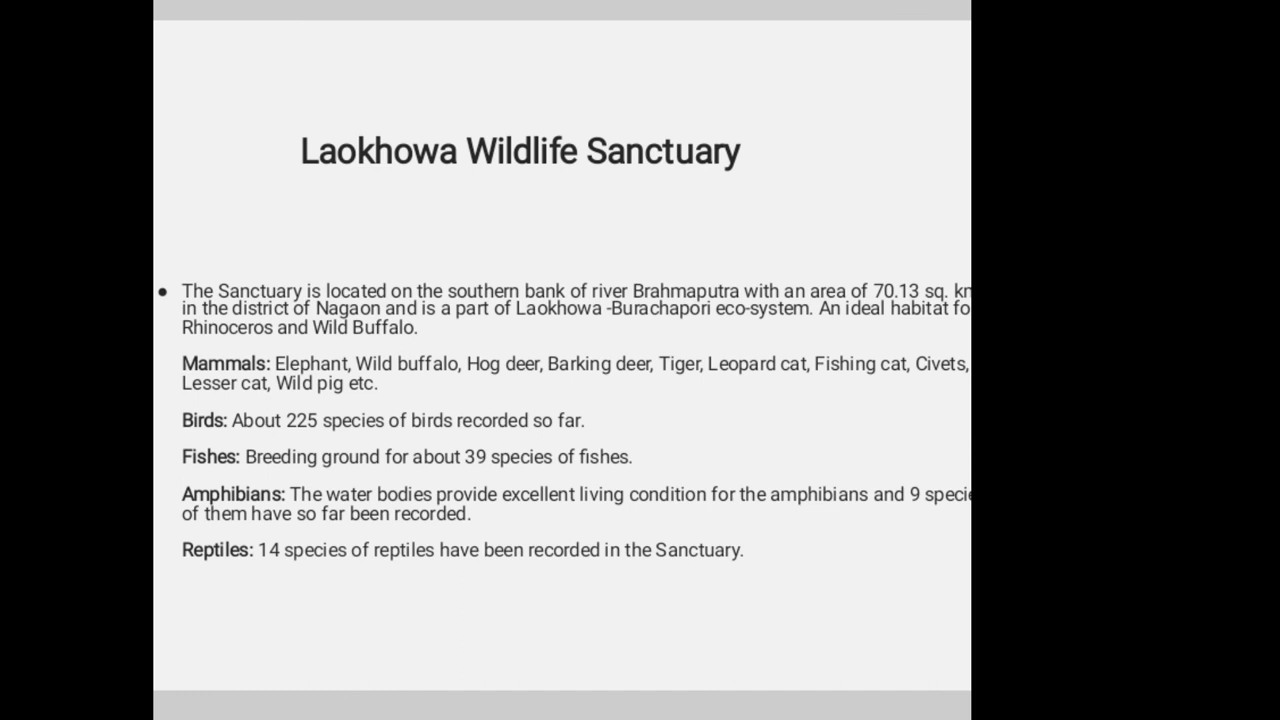 Laokhowa Wildlife Sanctuary
● The Sanctuary is located on the southern bank of river Brahmaputra with an area of 70.13 sq.
in the district of Nagaon and is a part of Laokhowa -Burachapori eco-system. An ideal habitat
Rhinoceros and Wild Buffalo.
Mammals: Elephant, Wild buffalo, Hog deer, Barking deer, Tiger, Leopard cat, Fishing cat, Civets,
Lesser cat, Wild pig etc.
Birds: About 225 species of birds recorded so far.
Fishes: Breeding ground for about 39 species of fishes.
Amphibians: The water bodies provide excellent living condition for the amphibians and 9
of them have so far been recorded.
Reptiles: 14 species of reptiles have been recorded in the Sanctuary.